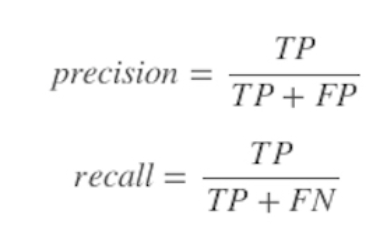 precision = TP / TP + FP
recall = TP / TP + FN